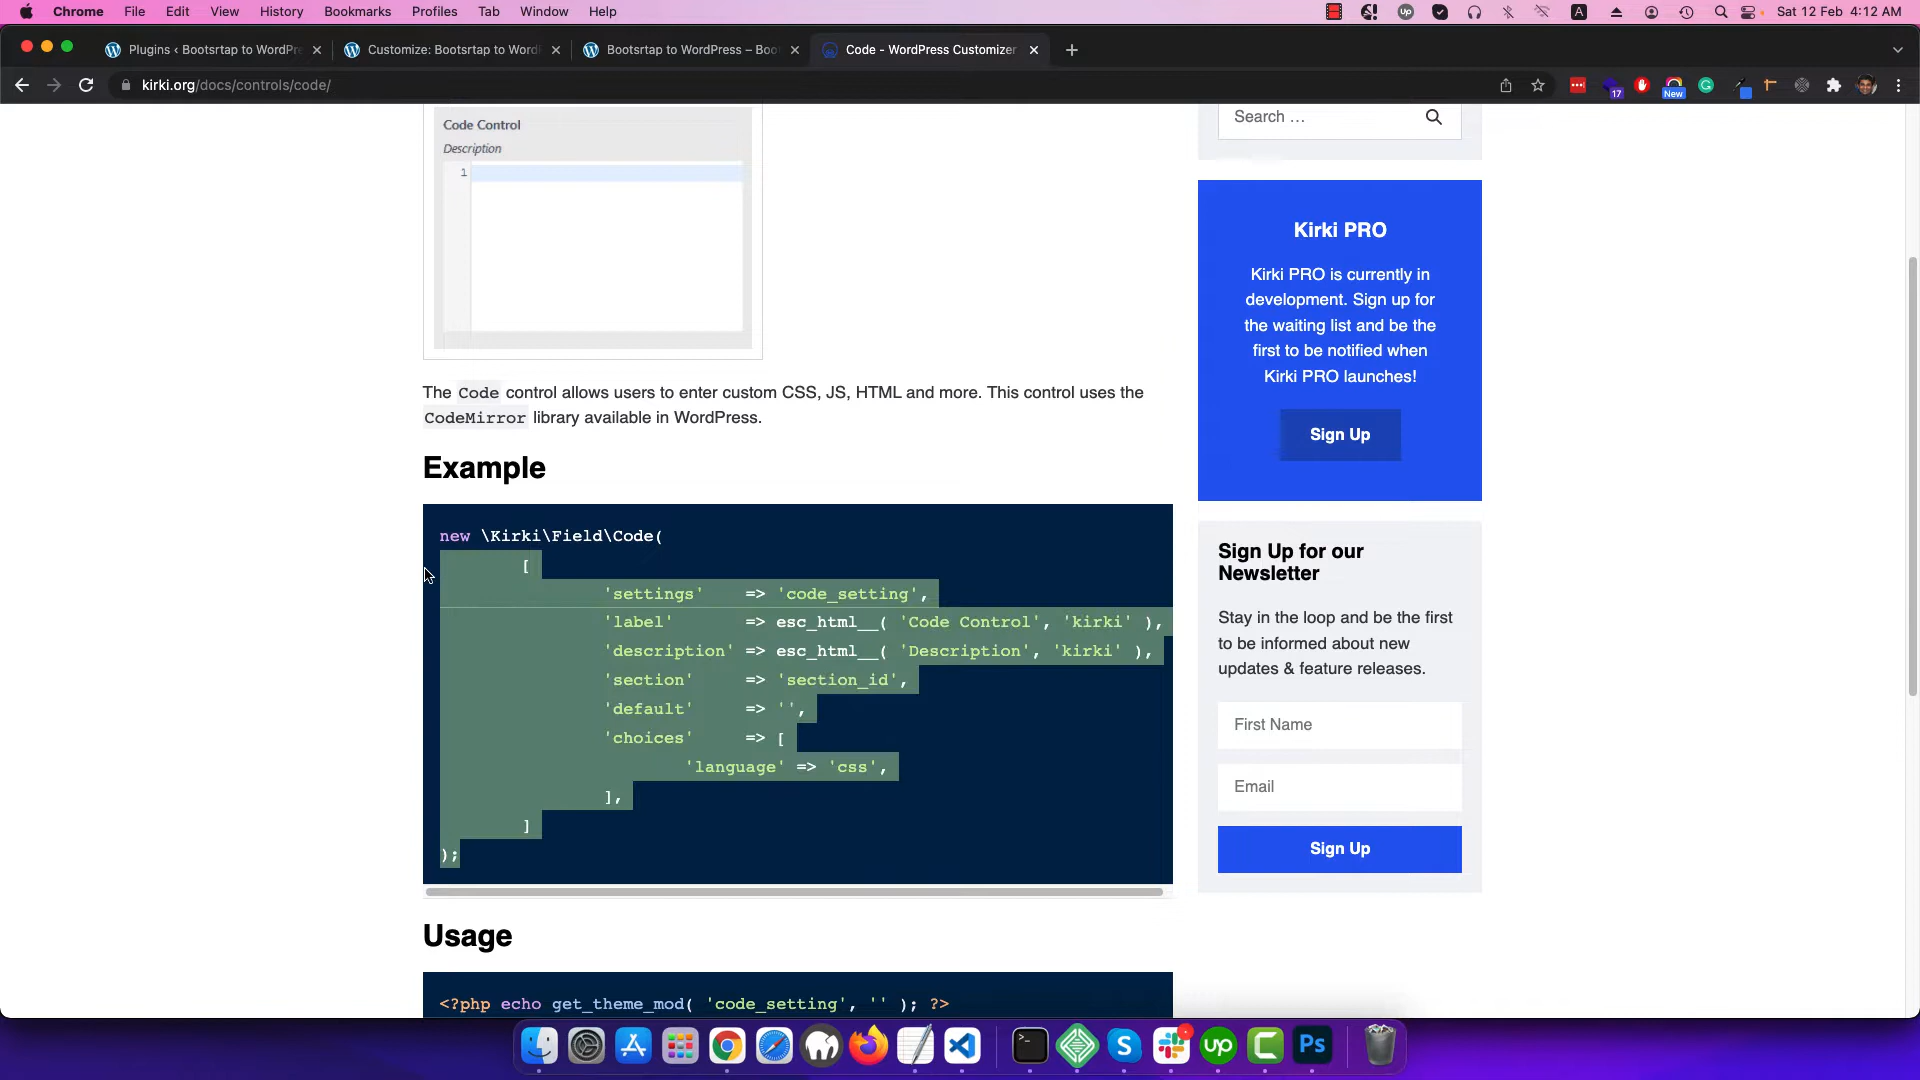 Chrome File Edit View History Bookmarks Profiles Tab Window Help
Sat 12 Feb 4:12 AM
Plugins ‹ Bootsrtap to WordPre
Customize: Bootsrtap to Word
Bootsrtap to WordPress – Boo
Code - WordPress Customizer
kirki.org/docs/controls/code/
New
17
Code Control
Description
1
The Code control allows users to enter custom CSS, JS, HTML and more. This control uses the
CodeMirror library available in WordPress.
Example
new \Kirki\Field\Code(
[
'settings' => 'code_setting',
'label' => esc_html__( 'Code Control', 'kirki' ),
'description' => esc_html__( 'Description', 'kirki' ),
'section' => 'section_id',
'default' => '',
'choices' => [
'language' => 'css',
],
]
);
Usage
<?php echo get_theme_mod( 'code_setting', '' ); ?>
Search …
Kirki PRO
Kirki PRO is currently in
development. Sign up for
the waiting list and be the
first to be notified when
Kirki PRO launches!
Sign Up
Sign Up for our
Newsletter
Stay in the loop and be the first
to be informed about new
updates & feature releases.
First Name
Email
Sign Up
up
Ps